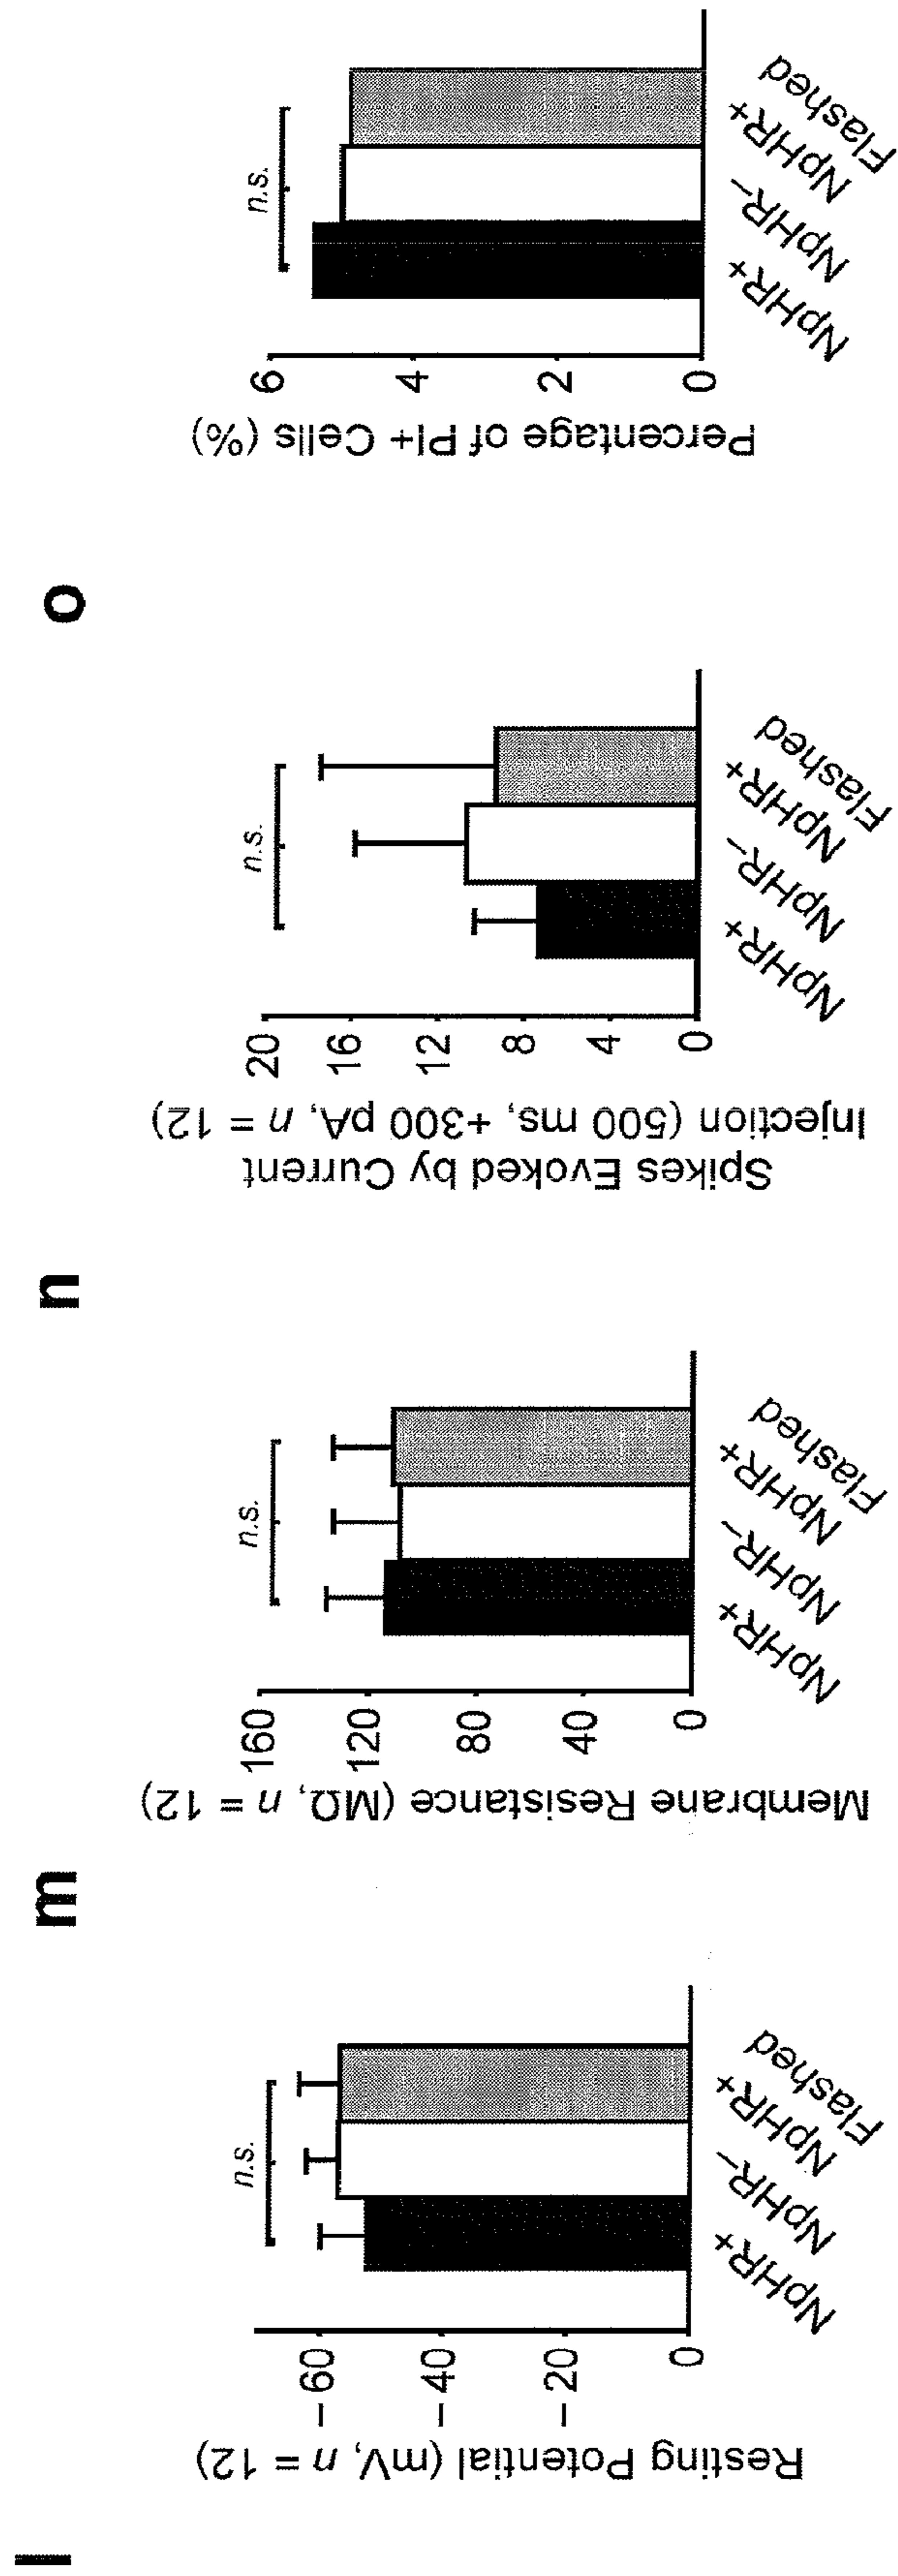 l
Resting Potential (mV, n = 12)
– 60
– 40
– 20
0
n.s.
NpHR+
NpHR–
NpHR+
Flashed
m
Membrane Resistance (MΩ, n = 12)
160
120
80
40
0
n.s.
NpHR+
NpHR–
NpHR+
Flashed
n
Spikes Evoked by Current
Injection (500 ms, +300 pA, n = 12)
20
16
12
8
4
0
n.s.
NpHR+
NpHR–
NpHR+
Flashed
o
Percentage of PI+ Cells (%)
6
4
2
0
n.s.
NpHR+
NpHR–
NpHR+
Flashed